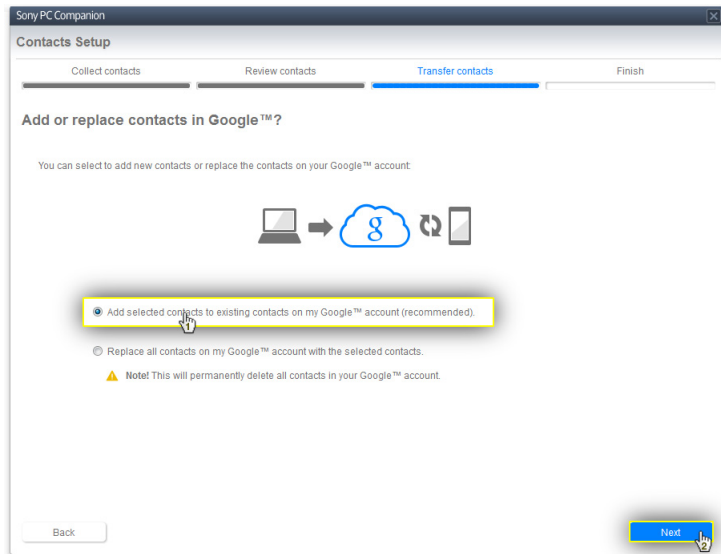 Sony PC Companion
Contacts Setup
Collect contacts Review contacts Transfer contacts Finish
Add or replace contacts in Google™?
You can select to add new contacts or replace the contacts on your Google™ account:
g
Add selected contacts to existing contacts on my Google™ account (recommended).
1
Replace all contacts on my Google™ account with the selected contacts.
Note! This will permanently delete all contacts in your Google™ account.
Back Next
2